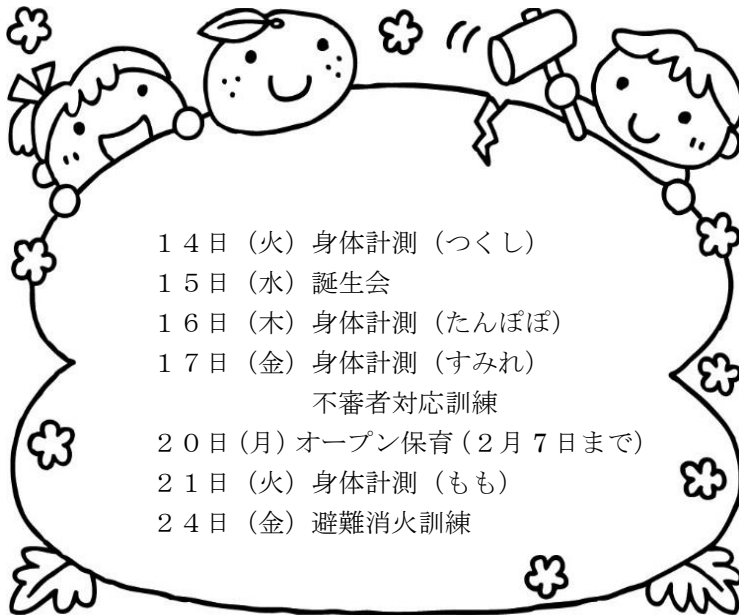 １４日（火）身体計測（つくし）
１５日（水）誕生会
１６日（木）身体計測（たんぽぽ）
１７日（金）身体計測（すみれ）
不審者対応訓練
２０日(月)オープン保育(２月７日まで)
２１日（火）身体計測（もも）
２４日（金）避難消火訓練